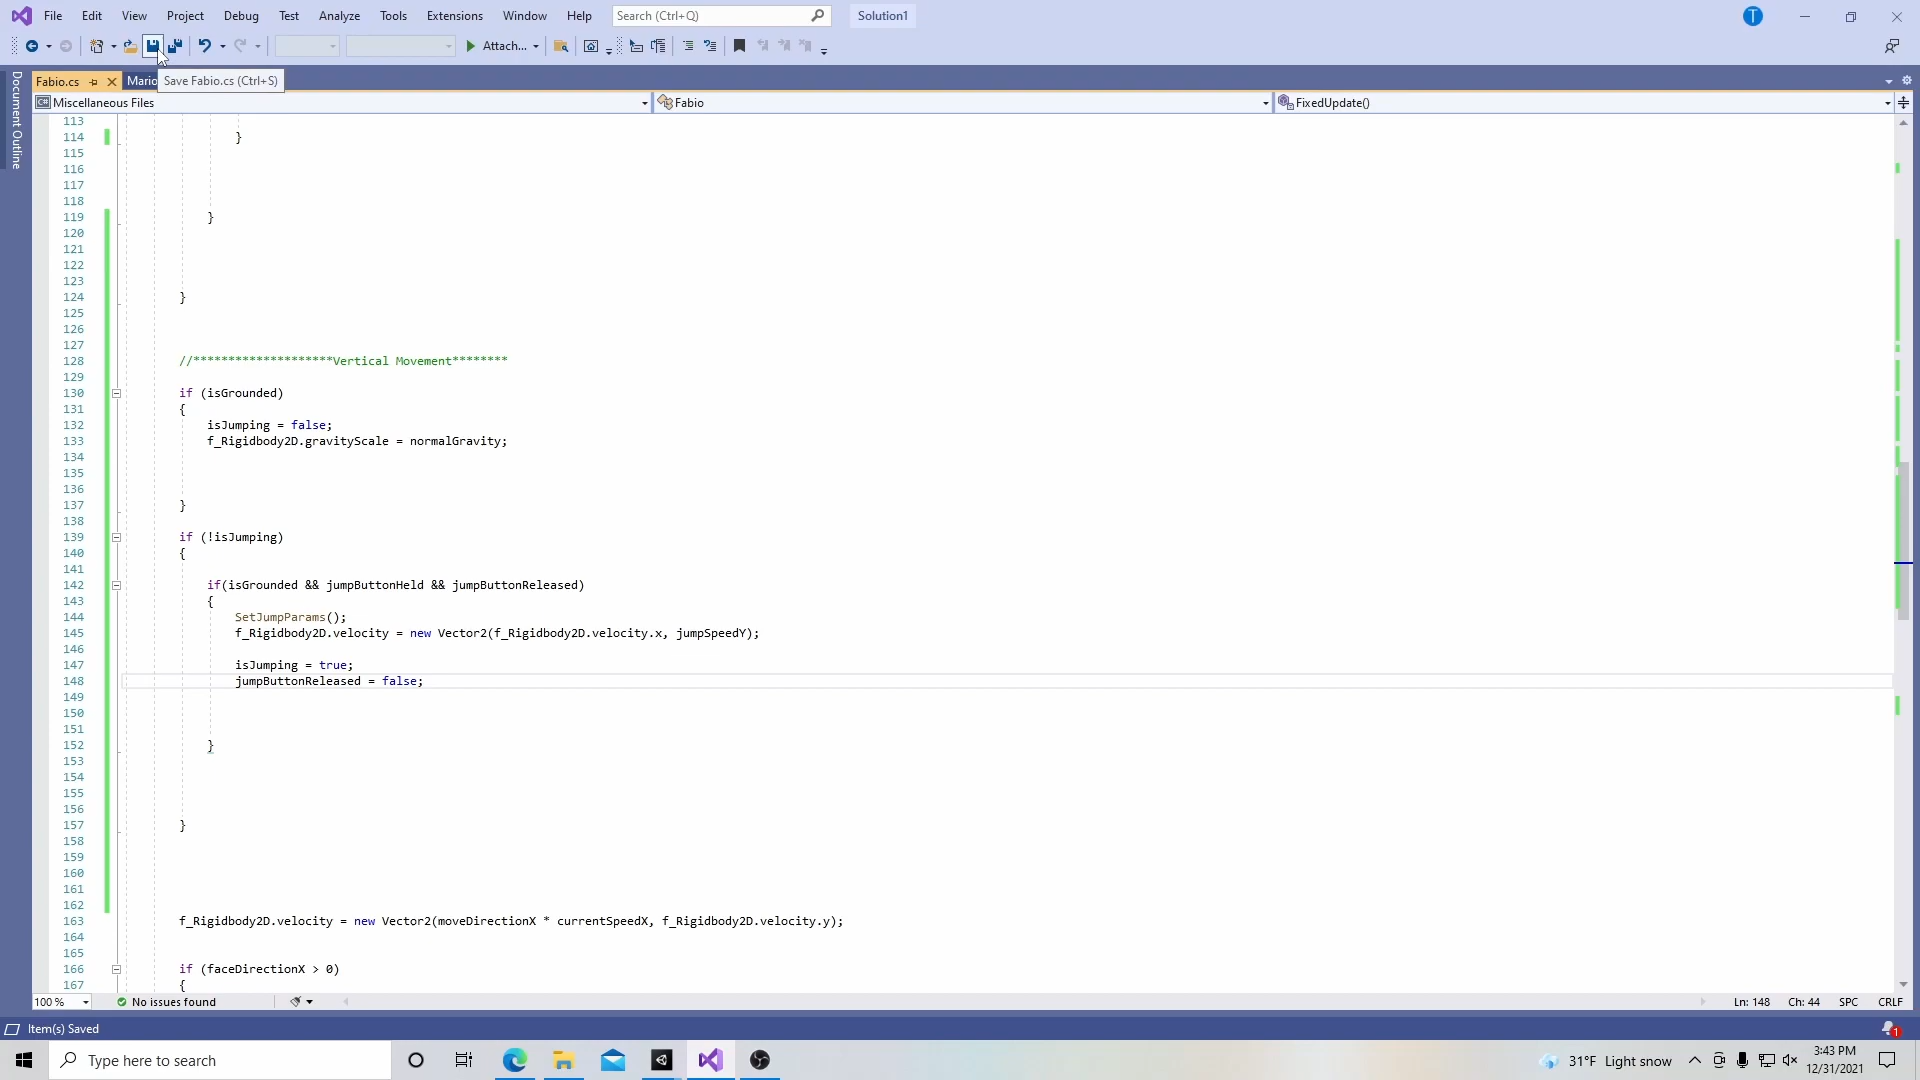 File Edit View Project Debug Test Analyze Tools Extensions Window Help Search (Ctrl+Q) Solution1 T
Attach...
Document Outline
Fabio.cs Mario Save Fabio.cs (Ctrl+S)
C# Miscellaneous Files Fabio FixedUpdate()
113
114 }
115
116
117
118
119 }
120
121
122
123
124 }
125
126
127
128 //********************Vertical Movement********
129
130 if (isGrounded)
131 {
132 isJumping = false;
133 f_Rigidbody2D.gravityScale = normalGravity;
134
135
136
137 }
138
139 if (!isJumping)
140 {
141
142 if(isGrounded && jumpButtonHeld && jumpButtonReleased)
143 {
144 SetJumpParams();
145 f_Rigidbody2D.velocity = new Vector2(f_Rigidbody2D.velocity.x, jumpSpeedY);
146
147 isJumping = true;
148 jumpButtonReleased = false;
149
150
151
152 }
153
154
155
156
157 }
158
159
160
161
162
163 f_Rigidbody2D.velocity = new Vector2(moveDirectionX * currentSpeedX, f_Rigidbody2D.velocity.y);
164
165
166 if (faceDirectionX > 0)
167 {
100 % No issues found Ln: 148 Ch: 44 SPC CRLF
Item(s) Saved 1
Type here to search 31°F Light snow 3:43 PM
12/31/2021